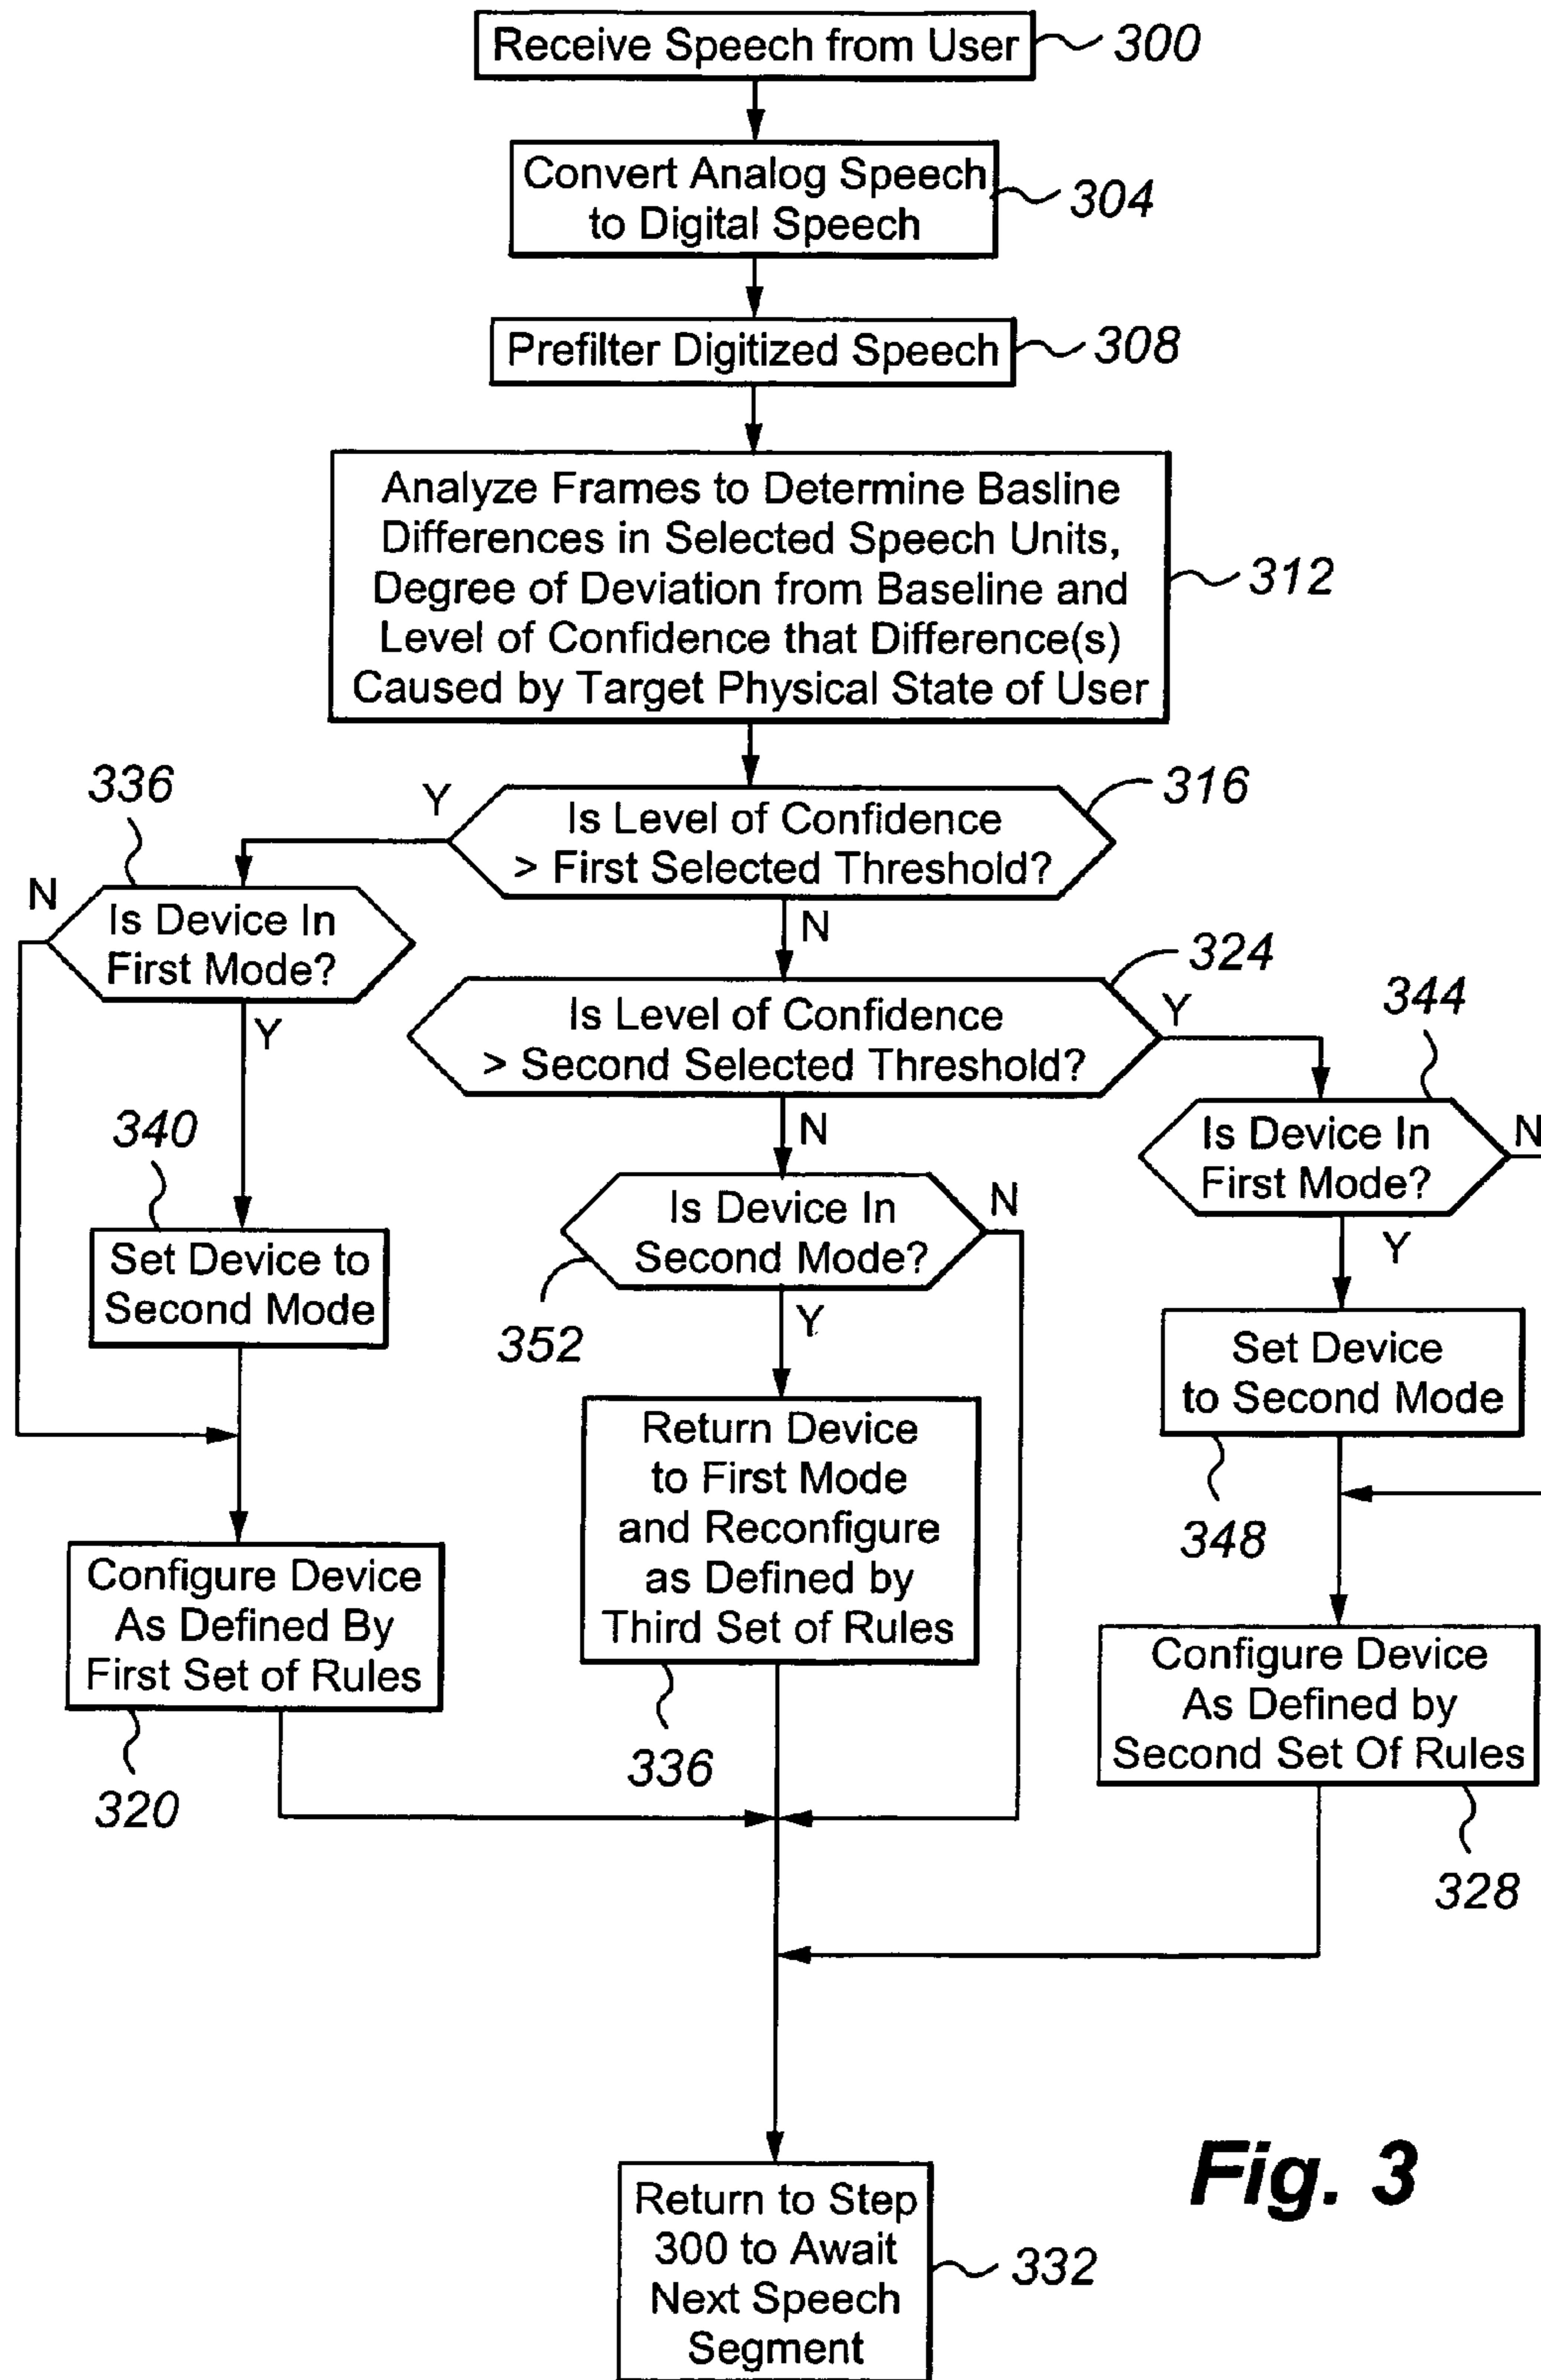 Receive Speech from User
300
Convert Analog Speech
to Digital Speech
304
Prefilter Digitized Speech
308
Analyze Frames to Determine Basline
Differences in Selected Speech Units,
Degree of Deviation from Baseline and
Level of Confidence that Difference(s)
Caused by Target Physical State of User
312
Is Level of Confidence
> First Selected Threshold?
316
Y
N
336
Is Device In
First Mode?
N
Y
Is Level of Confidence
> Second Selected Threshold?
324
Y
N
344
Is Device In
First Mode?
N
Y
340
Set Device to
Second Mode
Is Device In
Second Mode?
N
Y
352
Set Device
to Second Mode
348
Return Device
to First Mode
and Reconfigure
as Defined by
Third Set of Rules
336
Configure Device
As Defined By
First Set of Rules
320
Configure Device
As Defined by
Second Set Of Rules
328
Return to Step
300 to Await
Next Speech
Segment
332
Fig. 3